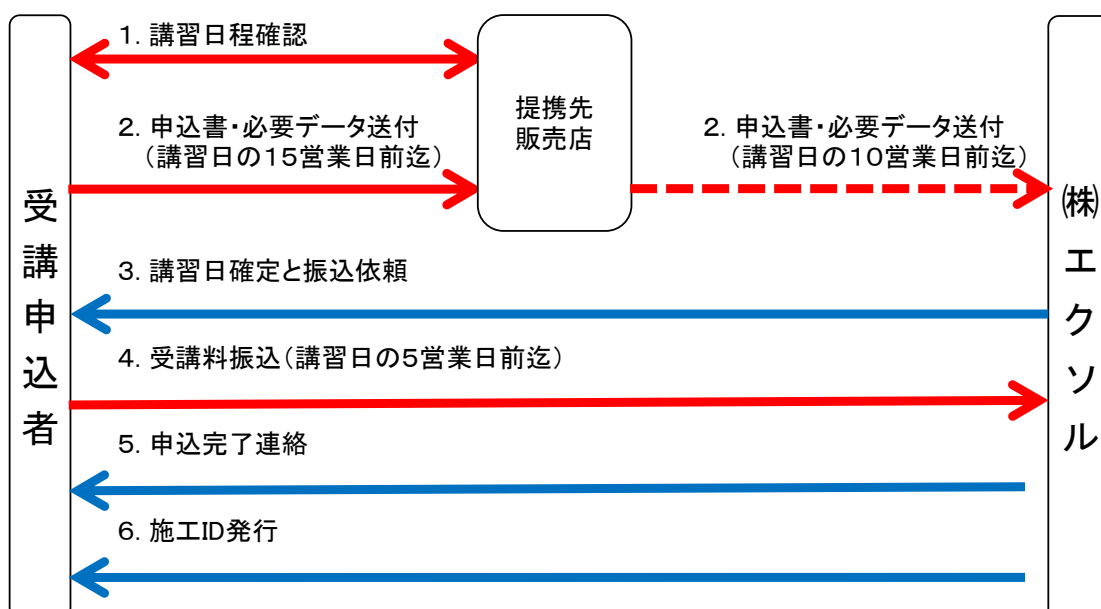 1. 講習日程確認
提携先
販売店
2. 申込書・必要データ送付
(講習日の15営業日前迄)
2. 申込書・必要データ送付
(講習日の10営業日前迄)
受講申込者
㈱エクソル
3. 講習日確定と振込依頼
4. 受講料振込(講習日の5営業日前迄)
5. 申込完了連絡
6. 施工ID発行